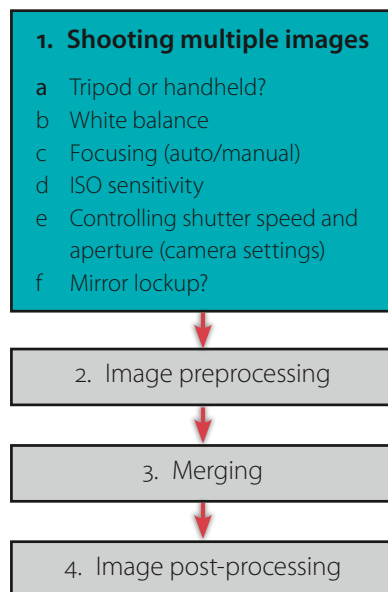 1. Shooting multiple images
a Tripod or handheld?
b White balance
c Focusing (auto/manual)
d ISO sensitivity
e Controlling shutter speed and
aperture (camera settings)
f Mirror lockup?
2. Image preprocessing
3. Merging
4. Image post-processing